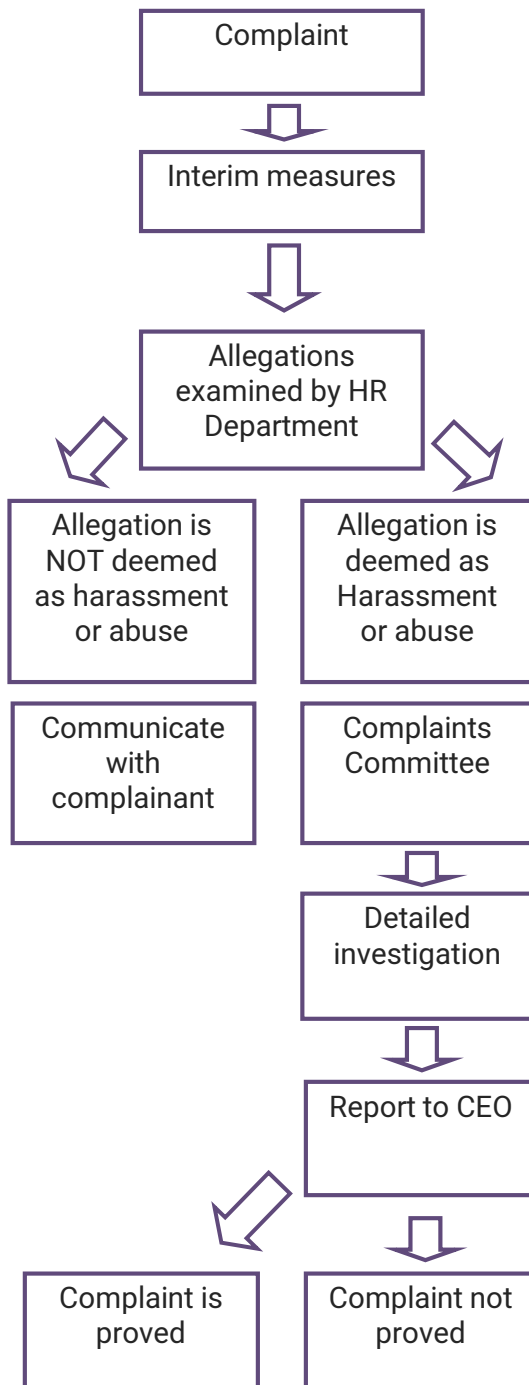 Complaint
Interim measures
Allegations
examined by HR
Department
Allegation is
NOT deemed
as harassment
or abuse
Allegation is
deemed as
Harassment
or abuse
Communicate
with
complainant
Complaints
Committee
Detailed
investigation
Report to CEO
Complaint is
proved
Complaint not
proved